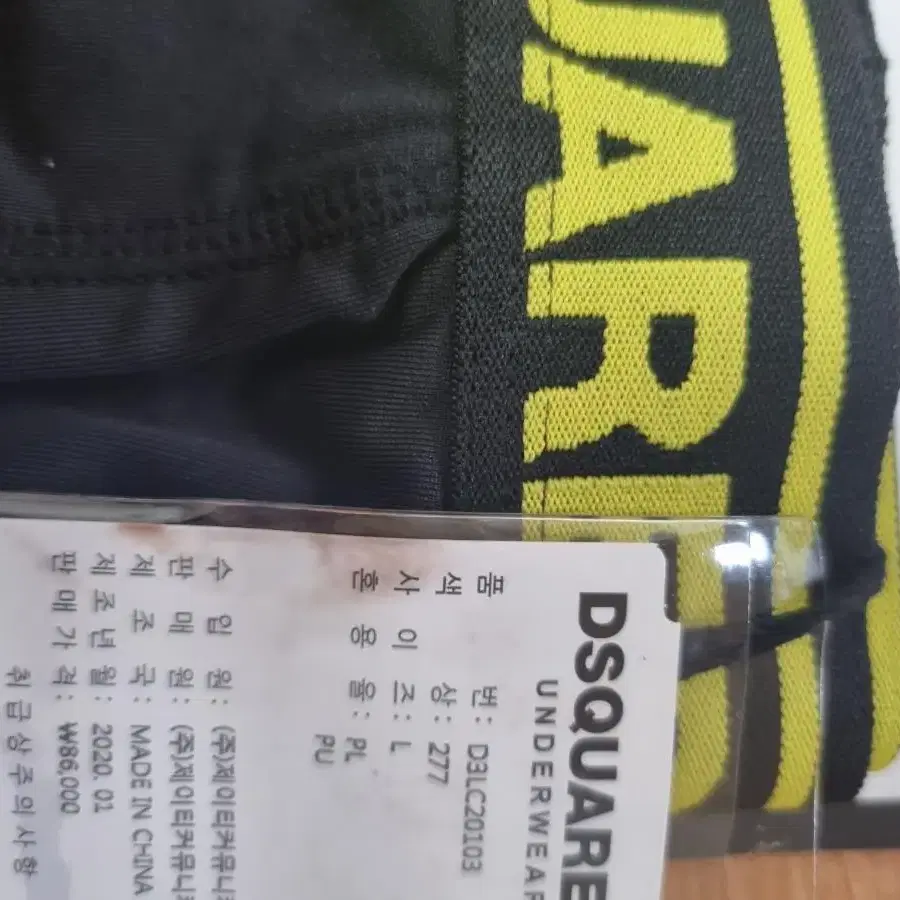 UARED
DSQUARE
UNDERWEAR
품 번 : D3LC20103
색 상 : 277
사 이 즈 : L
혼 용 율 : PL
PU
수 입 원 : (주)제이티커뮤니
판 매 원 : (주)제이티커뮤니
제 조 국 : MADE IN CHINA
제조년월 : 2020. 01
판 매 가 격 : ₩86,000
취급상주의사항